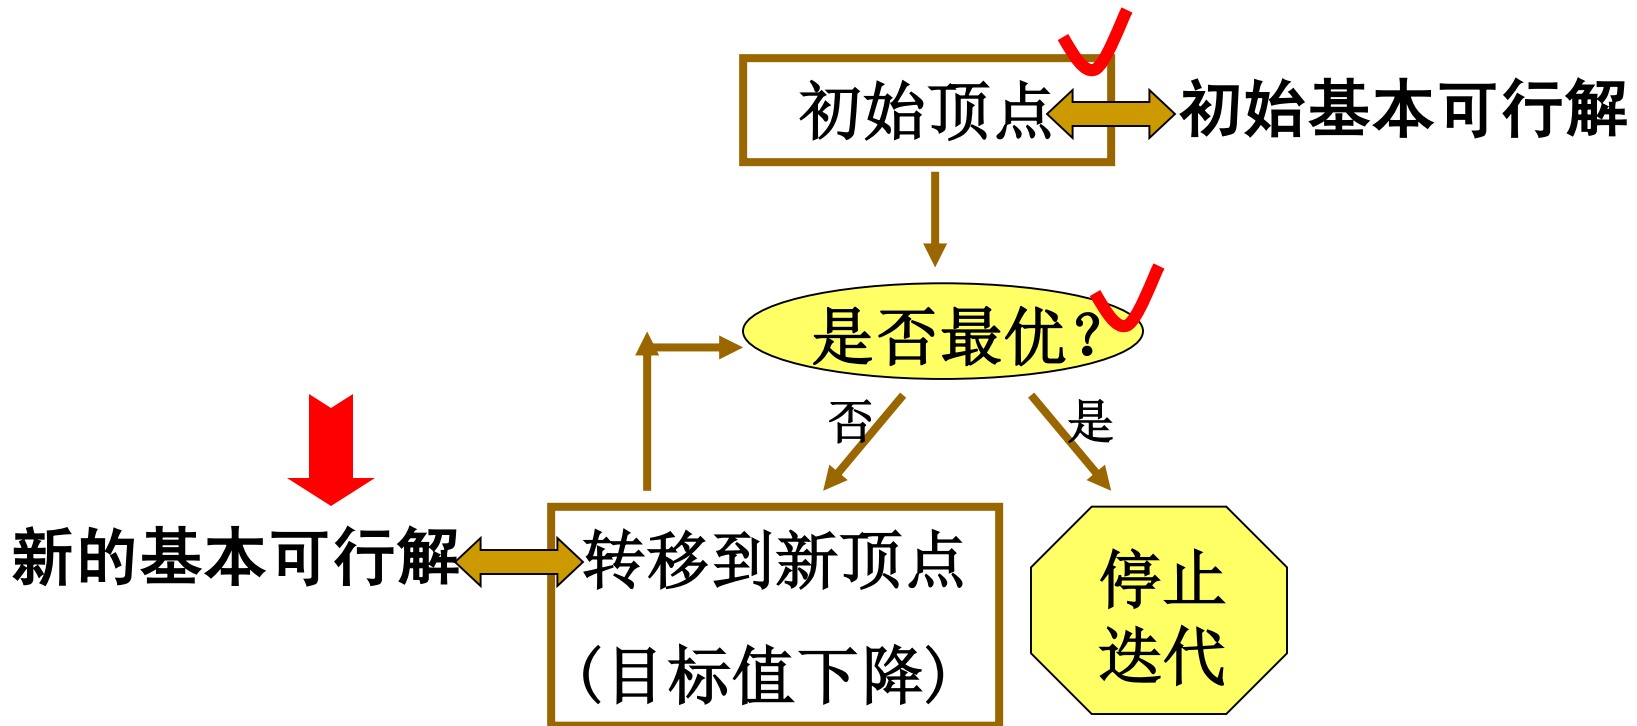 初始顶点
初始基本可行解
是否最优?
否
是
新的基本可行解
转移到新顶点
(目标值下降)
停止
迭代